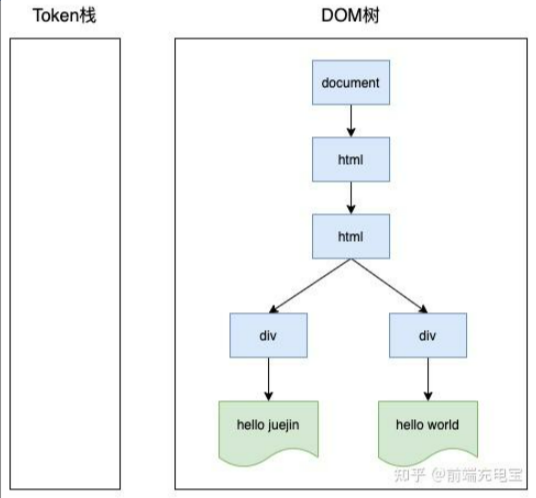 Token栈
DOM树
document
html
html
div
div
hello juejin
hello world
知乎 @前端充电宝